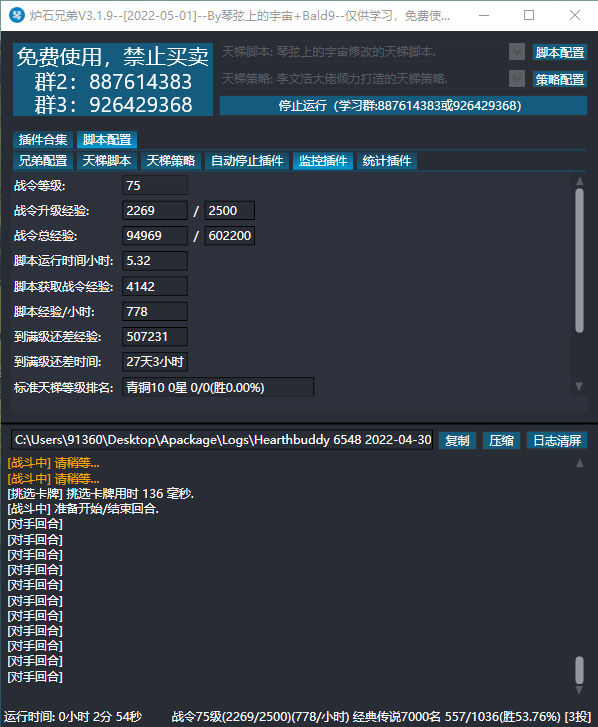 炉石兄弟V3.1.9--[2022-05-01]--By琴弦上的宇宙+Bald9--仅供学习，免费使...
免费使用，禁止买卖
群2：887614383
群3：926429368
天梯脚本: 琴弦上的宇宙修改的天梯脚本.
脚本配置
天梯策略: 李文浩大佬倾力打造的天梯策略.
策略配置
停止运行（学习群:887614383或926429368）
插件合集 脚本配置
兄弟配置 天梯脚本 天梯策略 自动停止插件 监控插件 统计插件
战令等级: 75
战令升级经验: 2269 / 2500
战令总经验: 94969 / 602200
脚本运行时间小时: 5.32
脚本获取战令经验: 4142
脚本经验/小时: 778
到满级还差经验: 507231
到满级还差时间: 27天3小时
标准天梯等级排名: 青铜10 0星 0/0(胜0.00%)
C:\Users\91360\Desktop\Apackage\Logs\Hearthbuddy 6548 2022-04-30 复制 压缩 日志清屏
[战斗中] 请稍等...
[战斗中] 请稍等...
[挑选卡牌] 挑选卡牌用时 136 毫秒.
[战斗中] 准备开始/结束回合.
[对手回合]
[对手回合]
[对手回合]
[对手回合]
[对手回合]
[对手回合]
[对手回合]
[对手回合]
[对手回合]
[对手回合]
[对手回合]
运行时间: 0小时 2分 54秒 战令75级(2269/2500)(778/小时) 经典传说7000名 557/1036(胜53.76%) [3投]